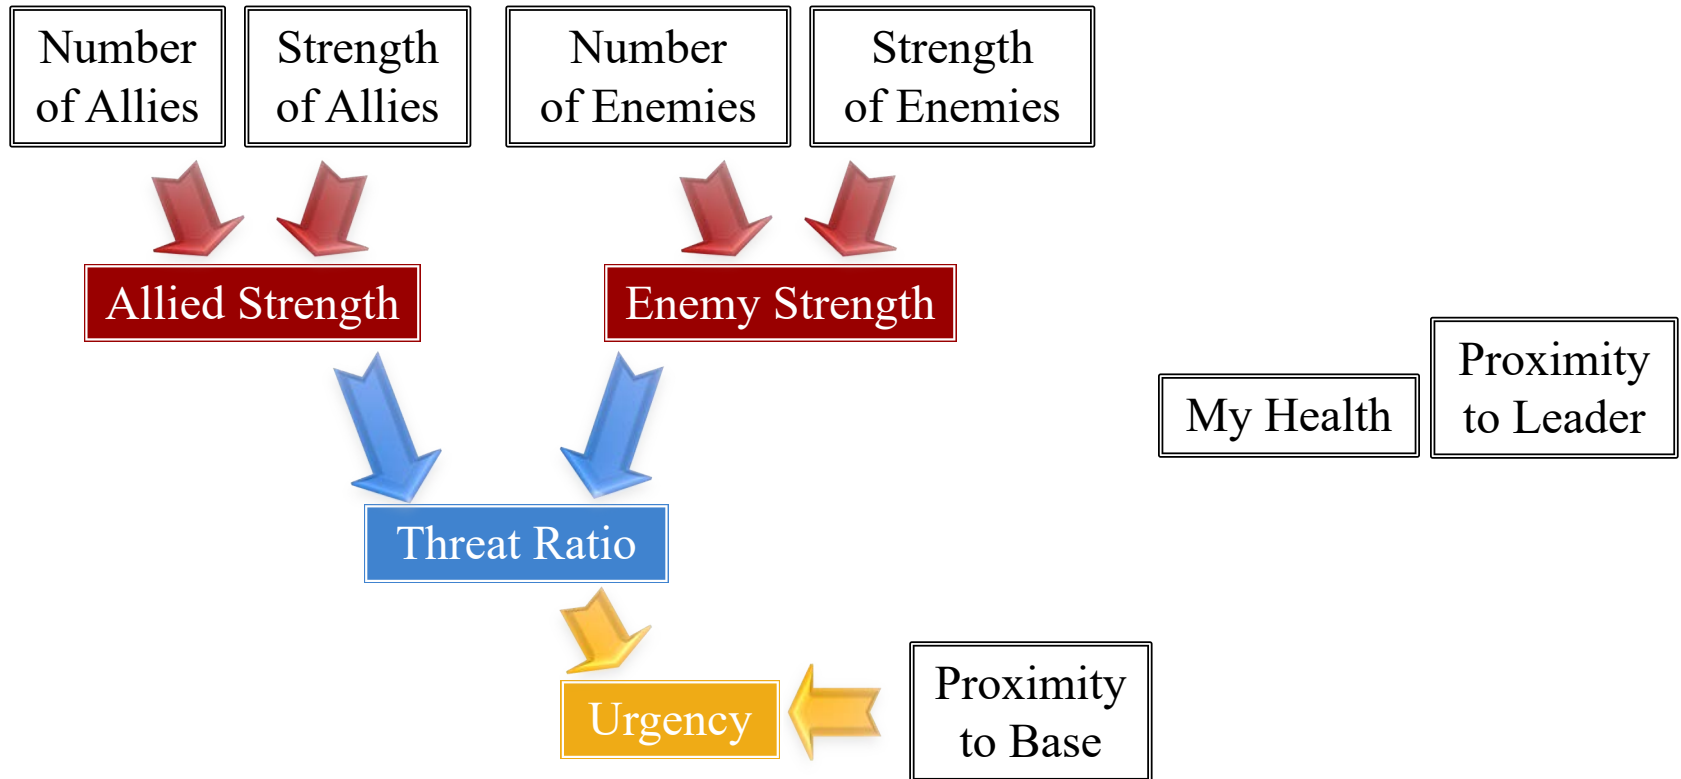 Number
of Allies
Strength
of Allies
Number
of Enemies
Strength
of Enemies
Allied Strength
Enemy Strength
My Health
Proximity
to Leader
Threat Ratio
Urgency
Proximity
to Base